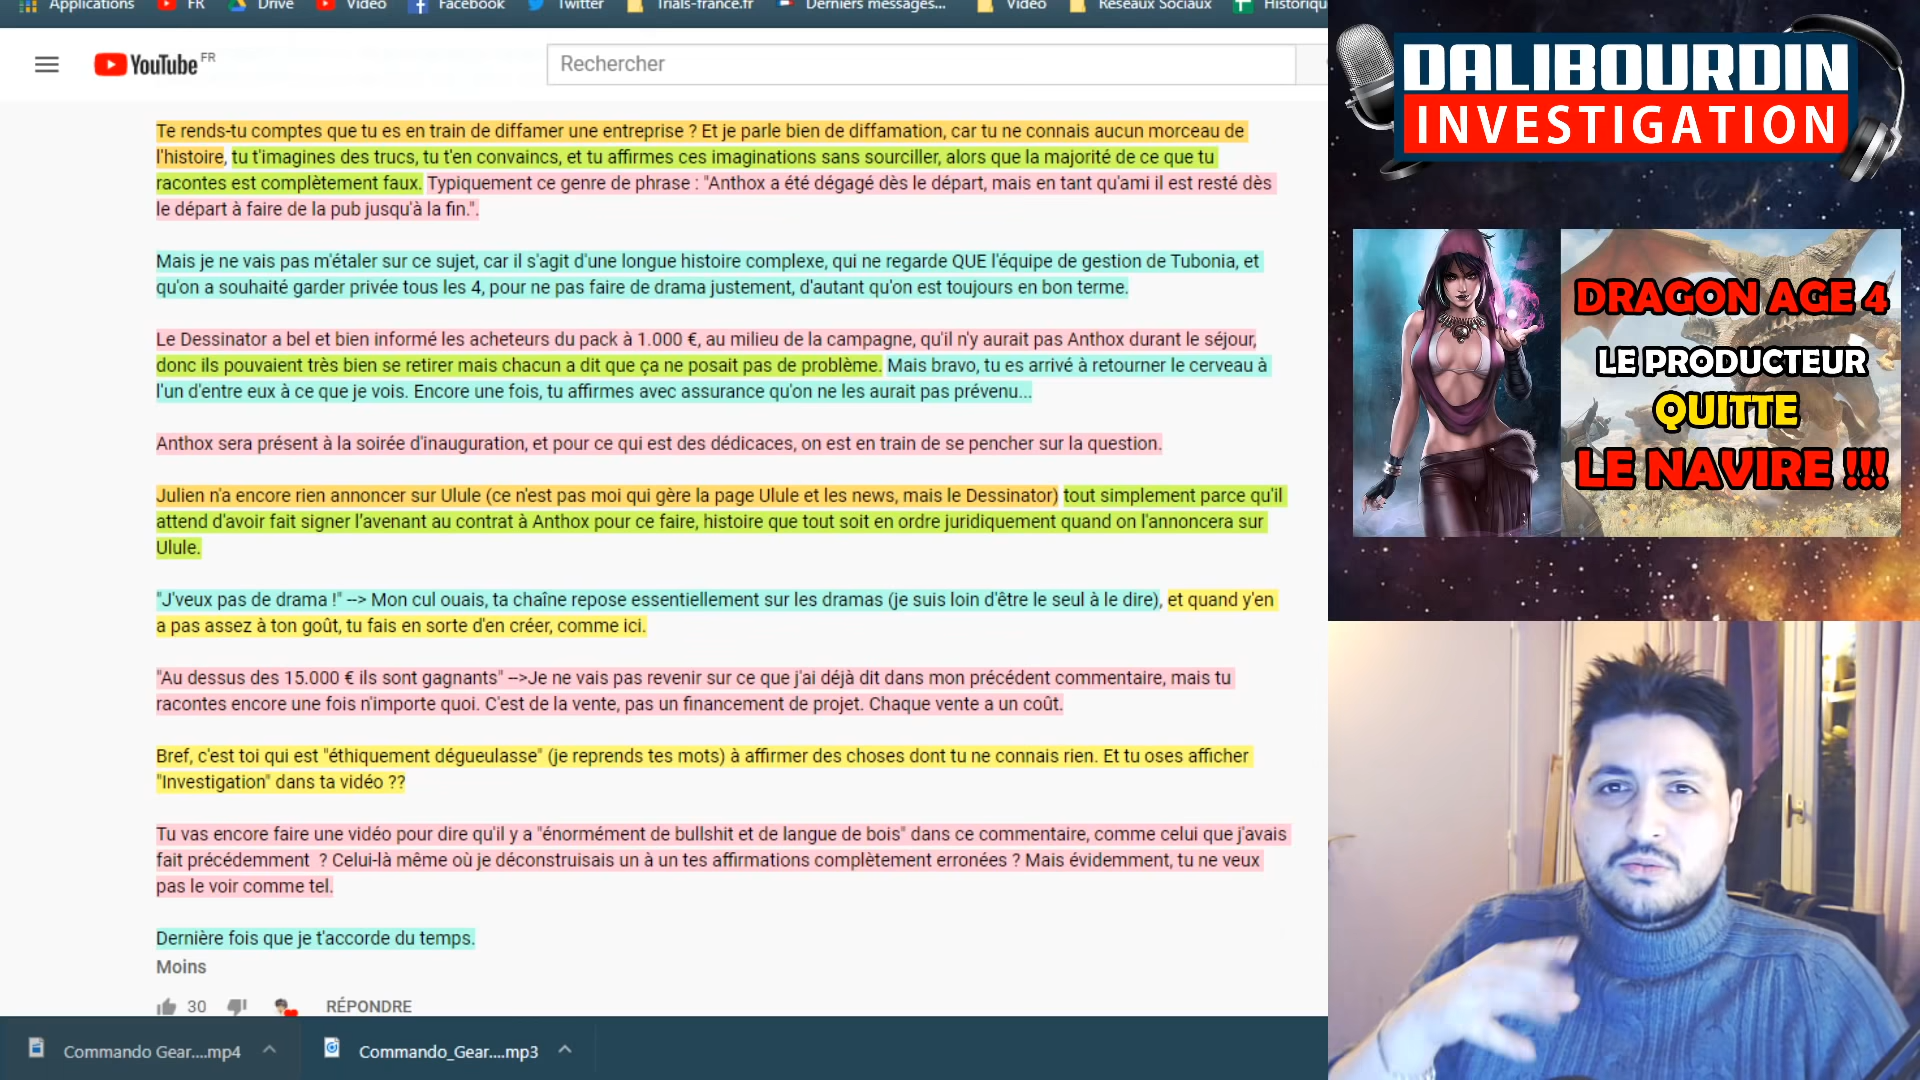 Applications
FR
Drive
Vidéo
Facebook
Twitter
Trials-france.fr
Derniers messages...
Vidéo
Réseaux Sociaux
YouTube FR
Rechercher
Te rends-tu comptes que tu es en train de diffamer une entreprise ? Et je parle bien de diffamation, car tu ne connais aucun morceau de
l'histoire, tu t'imagines des trucs, tu t'en convaincs, et tu affirmes ces imaginations sans sourciller, alors que la majorité de ce que tu
racontes est complètement faux. Typiquement ce genre de phrase : "Anthox a été dégagé dès le départ, mais en tant qu'ami il est resté dès
le départ à faire de la pub jusqu'à la fin.".
Mais je ne vais pas m'étaler sur ce sujet, car il s'agit d'une longue histoire complexe, qui ne regarde QUE l'équipe de gestion de Tubonia, et
qu'on a souhaité garder privée tous les 4, pour ne pas faire de drama justement, d'autant qu'on est toujours en bon terme.
Le Dessinator a bel et bien informé les acheteurs du pack à 1.000 €, au milieu de la campagne, qu'il n'y aurait pas Anthox durant le séjour,
donc ils pouvaient très bien se retirer mais chacun a dit que ça ne posait pas de problème. Mais bravo, tu es arrivé à retourner le cerveau à
l'un d'entre eux à ce que je vois. Encore une fois, tu affirmes avec assurance qu'on ne les aurait pas prévenu...
Anthox sera présent à la soirée d'inauguration, et pour ce qui est des dédicaces, on est en train de se pencher sur la question.
Julien n'a encore rien annoncer sur Ulule (ce n'est pas moi qui gère la page Ulule et les news, mais le Dessinator) tout simplement parce qu'il
attend d'avoir fait signer l'avenant au contrat à Anthox pour ce faire, histoire que tout soit en ordre juridiquement quand on l'annoncera sur
Ulule.
"J'veux pas de drama !" --> Mon cul ouais, ta chaîne repose essentiellement sur les dramas (je suis loin d'être le seul à le dire), et quand y'en
a pas assez à ton goût, tu fais en sorte d'en créer, comme ici.
"Au dessus des 15.000 € ils sont gagnants" -->Je ne vais pas revenir sur ce que j'ai déjà dit dans mon précédent commentaire, mais tu
racontes encore une fois n'importe quoi. C'est de la vente, pas un financement de projet. Chaque vente a un coût.
Bref, c'est toi qui est "éthiquement dégueulasse" (je reprends tes mots) à affirmer des choses dont tu ne connais rien. Et tu oses afficher
"Investigation" dans ta vidéo ??
Tu vas encore faire une vidéo pour dire qu'il y a "énormément de bullshit et de langue de bois" dans ce commentaire, comme celui que j'avais
fait précédemment ? Celui-là même où je déconstruisais un à un tes affirmations complètement erronées ? Mais évidemment, tu ne veux
pas le voir comme tel.
Dernière fois que je t'accorde du temps.
Moins
30
RÉPONDRE
Commando Gear....mp4
Commando_Gear....mp3
DALIBOURDIN
INVESTIGATION
DRAGON AGE 4
LE PRODUCTEUR
QUITTE
LE NAVIRE !!!